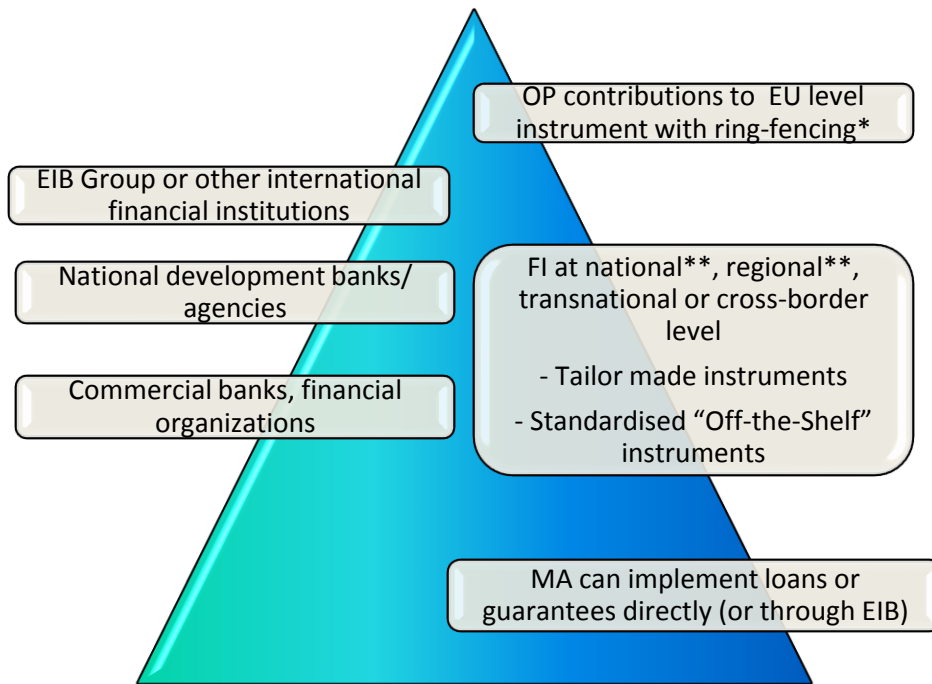 OP contributions to EU level
instrument with ring-fencing*
EIB Group or other international
financial institutions
National development banks/
agencies
Commercial banks, financial
organizations
FI at national**, regional**,
transnational or cross-border
level
- Tailor made instruments
- Standardised “Off-the-Shelf”
instruments
MA can implement loans or
guarantees directly (or through EIB)